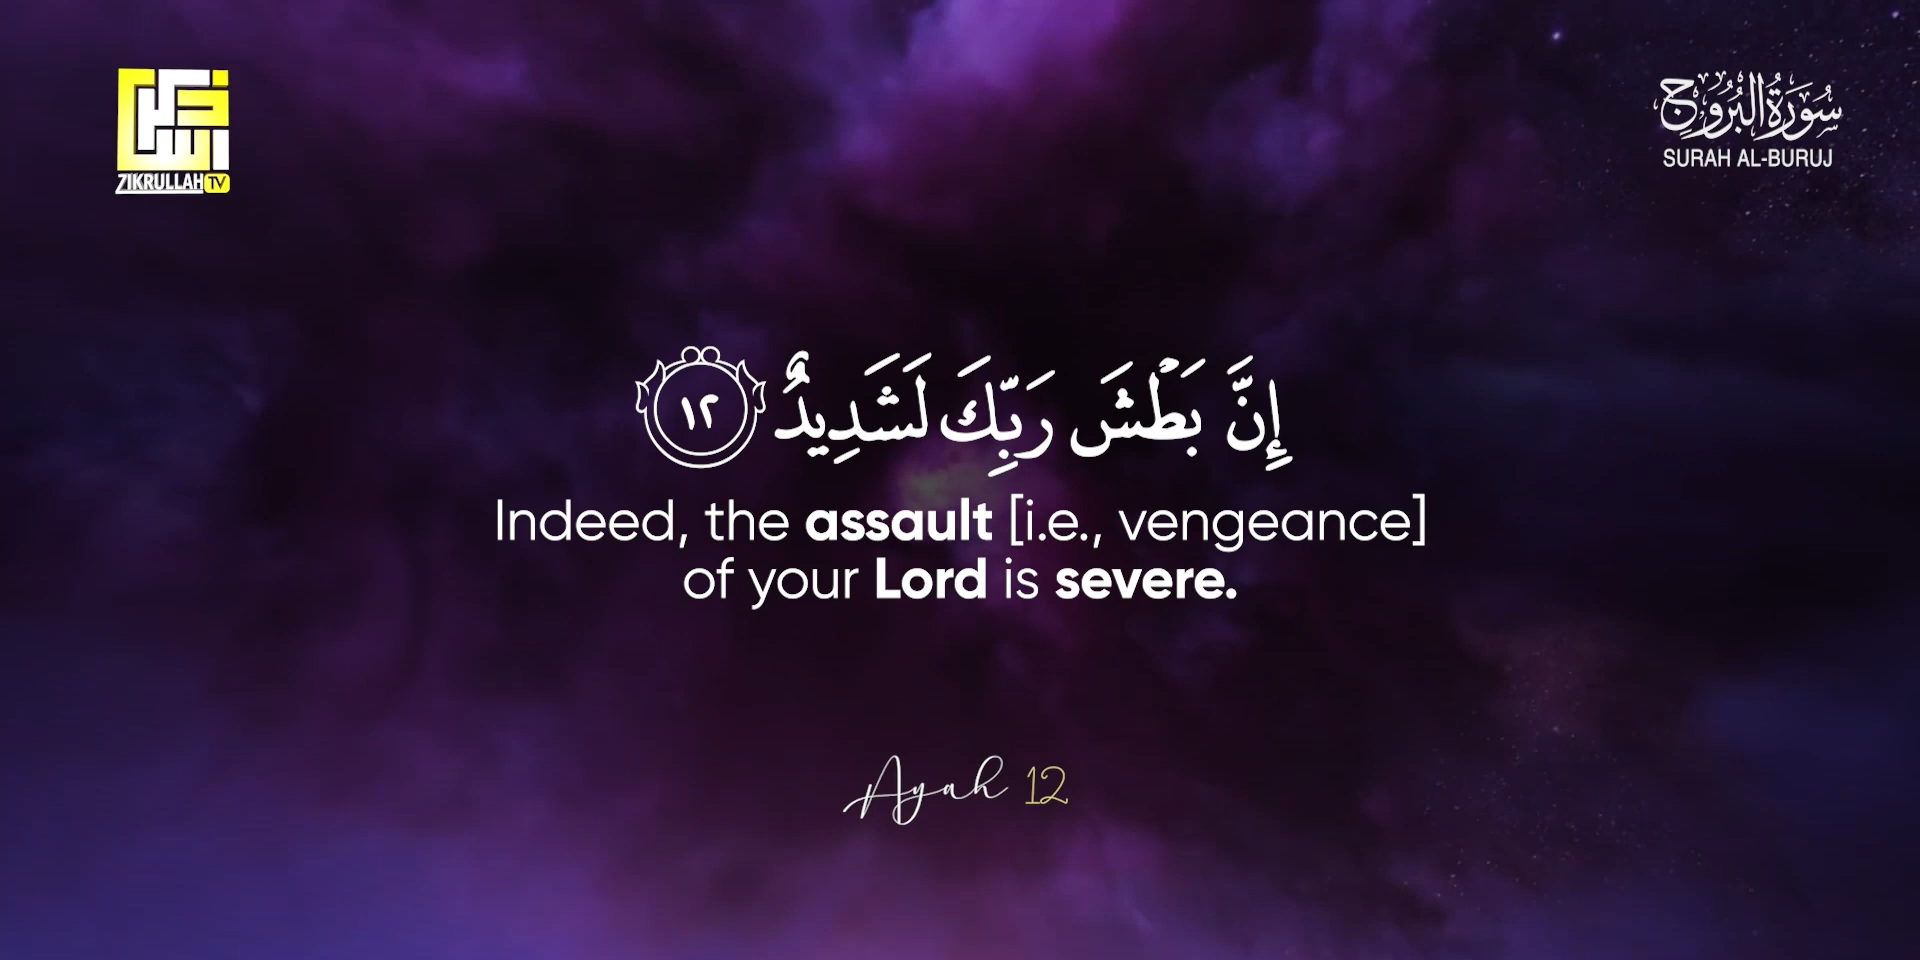 ZIKRULLAH TV
سُورَةُ البُرُوج
SURAH AL-BURUJ
إِنَّ بَطْشَ رَبِّكَ لَشَدِيدٌ ١٢
Indeed, the assault [i.e., vengeance]
of your Lord is severe.
Ayah 12